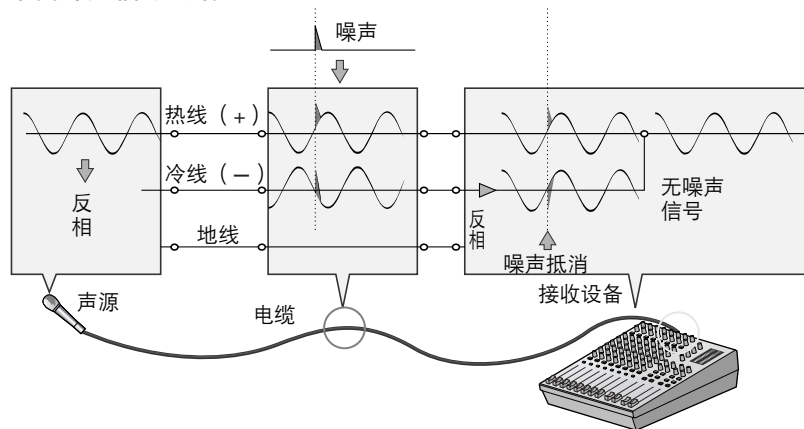 噪声
热线（+）
冷线（−）
地线
反
相
反
相
无噪声
信号
噪声抵消
声源
电缆
接收设备